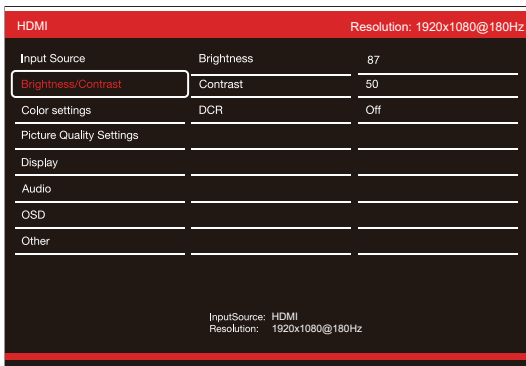 HDMI Resolution: 1920x1080@180Hz
Input Source Brightness 87
Brightness/Contrast Contrast 50
Color settings DCR Off
Picture Quality Settings
Display
Audio
OSD
Other
InputSource: HDMI
Resolution: 1920x1080@180Hz